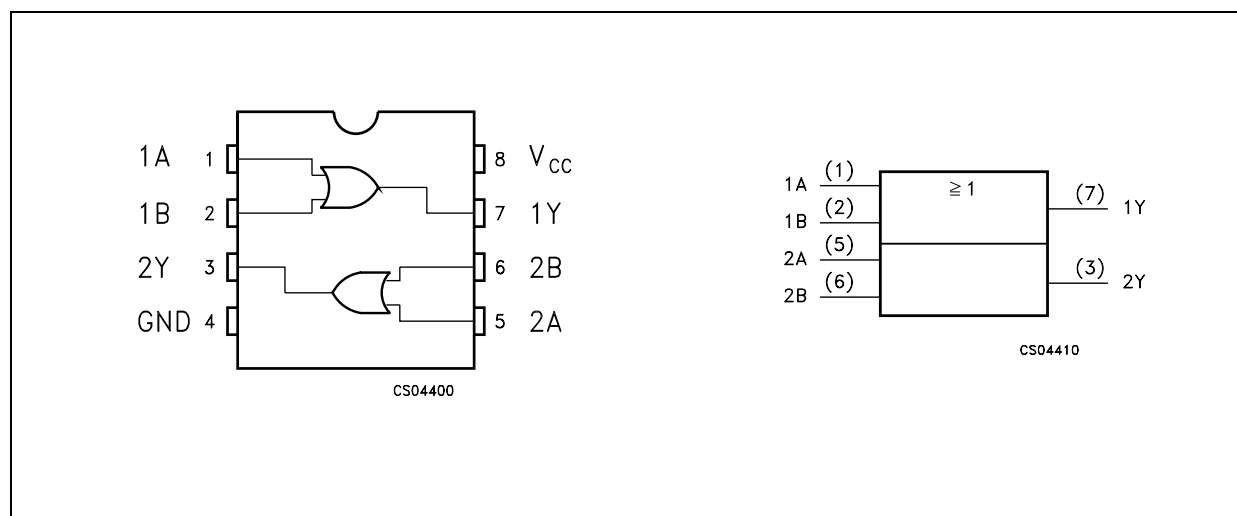 1A 1 8 VCC
1B 2 7 1Y
2Y 3 6 2B
GND 4 5 2A
CS04400
1A (1) ≧1
1B (2) (7) 1Y
2A (5)
2B (6) (3) 2Y
CS04410